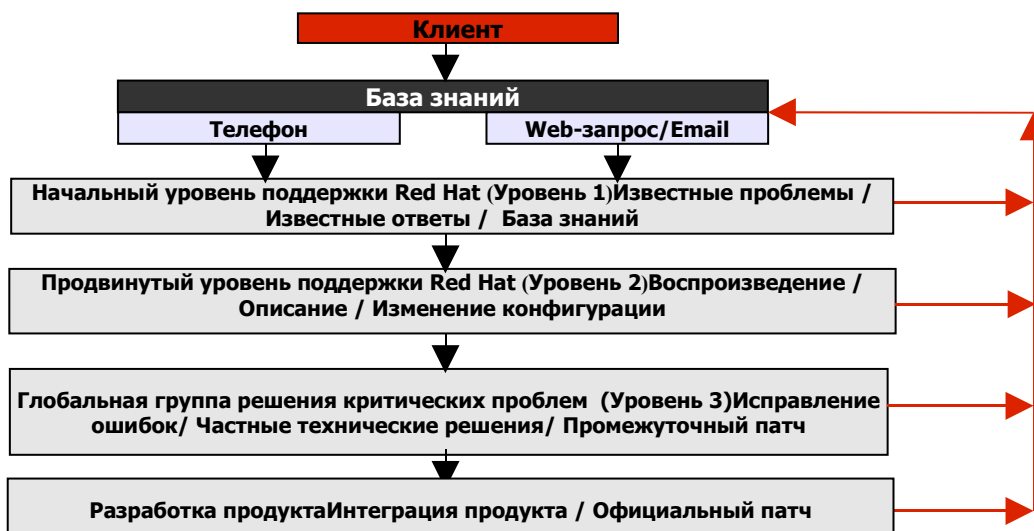 Клиент
База знаний
Телефон
Web-запрос/Email
Начальный уровень поддержки Red Hat (Уровень 1)Известные проблемы /
Известные ответы / База знаний
Продвинутый уровень поддержки Red Hat (Уровень 2)Воспроизведение /
Описание / Изменение конфигурации
Глобальная группа решения критических проблем (Уровень 3)Исправление
ошибок/ Частные технические решения/ Промежуточный патч
Разработка продуктаИнтеграция продукта / Официальный патч